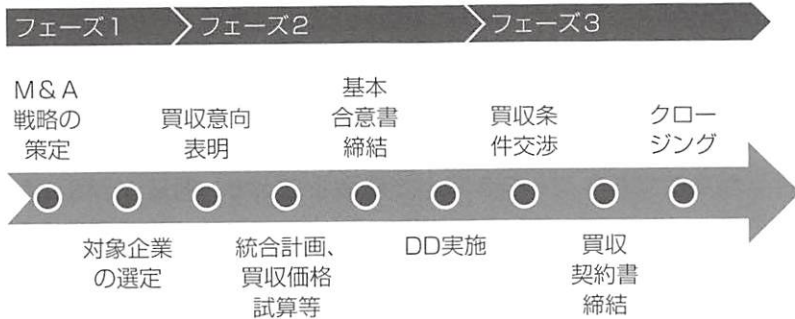 フェーズ1
フェーズ2
フェーズ3
M&A
戦略の
策定
買収意向
表明
基本
合意書
締結
買収条
件交渉
クロー
ジング
対象企業
の選定
統合計画、
買収価格
試算等
DD実施
買収
契約書
締結